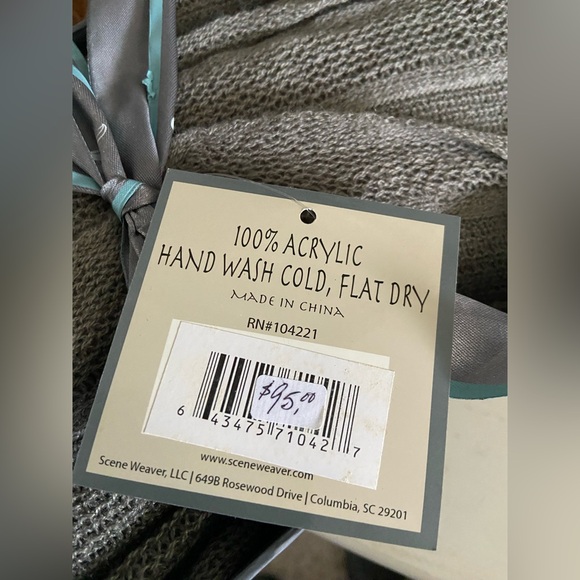 100% ACRYLIC
HAND WASH COLD, FLAT DRY
MADE IN CHINA
RN#104221
$95.00
6 43475 71042 7
www.sceneweaver.com
Scene Weaver, LLC | 649B Rosewood Drive | Columbia, SC 29201